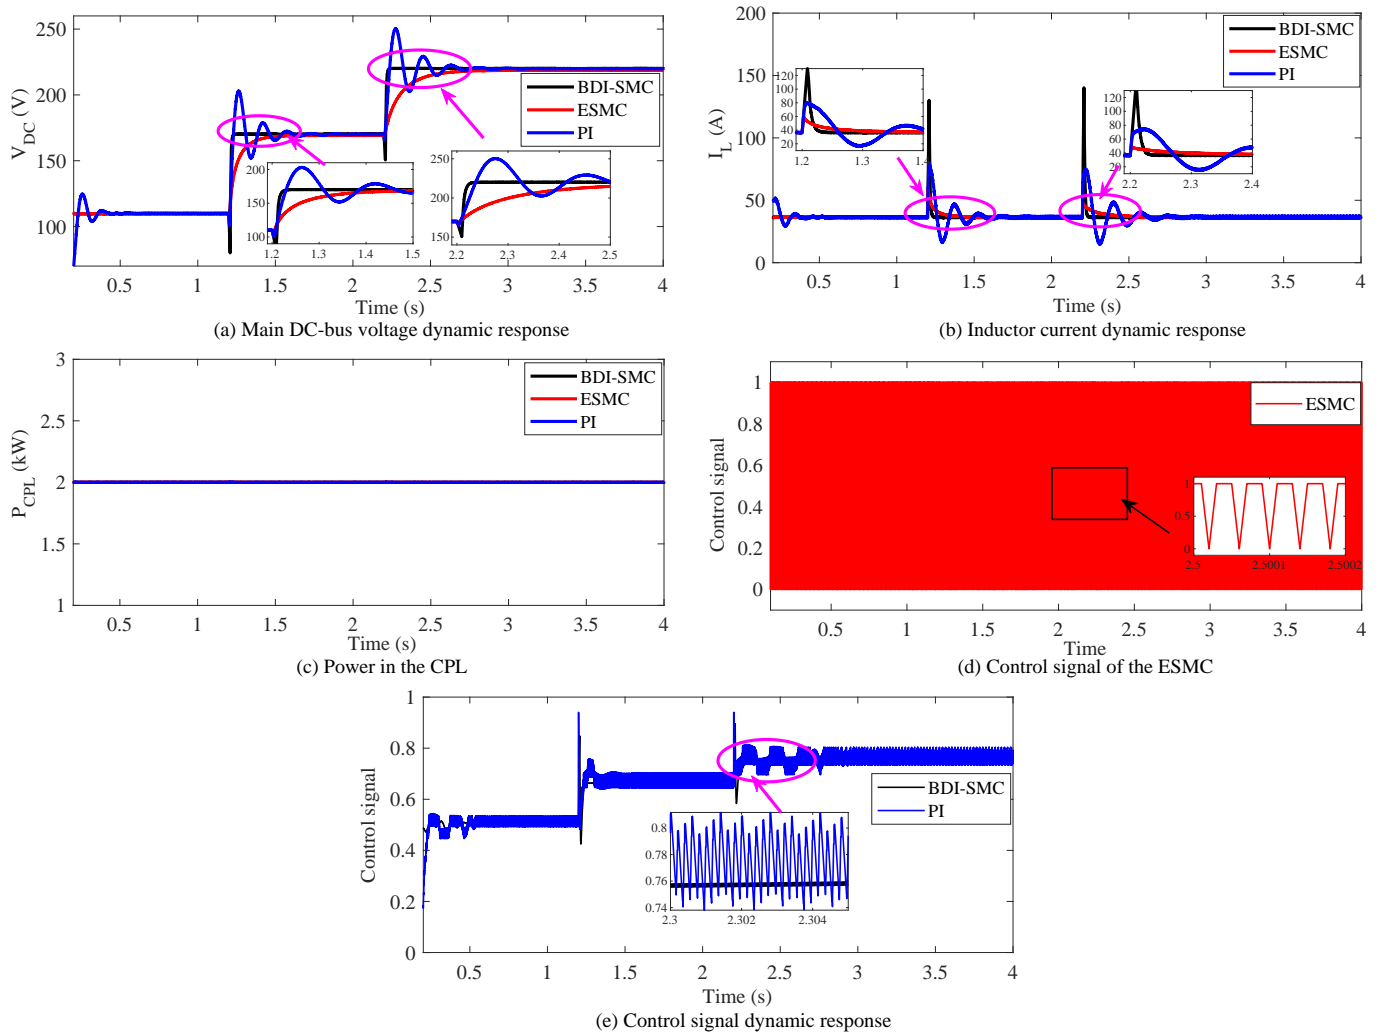 250
200
150
100
V_DC (V)
BDI-SMC
ESMC
PI
200
150
100
1.2 1.3 1.4 1.5
250
200
150
2.2 2.3 2.4 2.5
0.5 1 1.5 2 2.5 3 3.5 4
Time (s)
(a) Main DC-bus voltage dynamic response
200
150
100
50
0
I_L (A)
BDI-SMC
ESMC
PI
120
100
80
60
40
20
1.2 1.3 1.4
120
100
80
60
40
20
2.2 2.3 2.4
0.5 1 1.5 2 2.5 3 3.5 4
Time (s)
(b) Inductor current dynamic response
3
2.5
2
1.5
1
P_CPL (kW)
BDI-SMC
ESMC
PI
0.5 1 1.5 2 2.5 3 3.5 4
Time (s)
(c) Power in the CPL
1
0.8
0.6
0.4
0.2
0
Control signal
ESMC
1
0.5
0
2.5 2.5001 2.5002
0.5 1 1.5 2 2.5 3 3.5 4
Time
(d) Control signal of the ESMC
1
0.8
0.6
0.4
0.2
0
Control signal
BDI-SMC
PI
0.8
0.78
0.76
0.74
2.3 2.302 2.304
0.5 1 1.5 2 2.5 3 3.5 4
Time (s)
(e) Control signal dynamic response